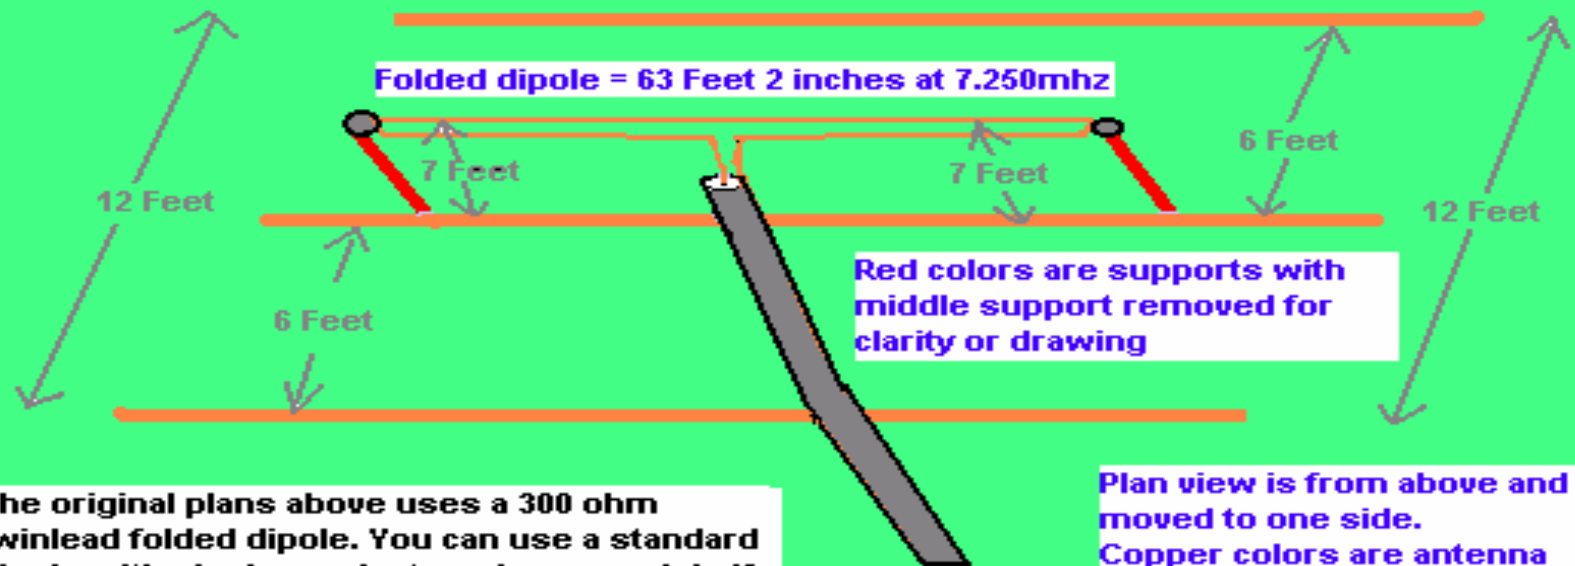 Folded dipole = 63 Feet 2 inches at 7.250mhz
7 Feet
7 Feet
6 Feet
12 Feet
12 Feet
6 Feet
Red colors are supports with
middle support removed for
clarity or drawing
he original plans above uses a 300 ohm
winlead folded dipole. You can use a standard
Plan view is from above and
moved to one side.
Copper colors are antenna